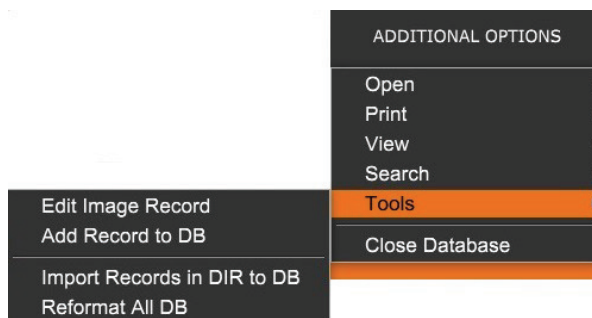 ADDITIONAL OPTIONS
Open
Print
View
Search
Tools
Close Database
Edit Image Record
Add Record to DB
Import Records in DIR to DB
Reformat All DB